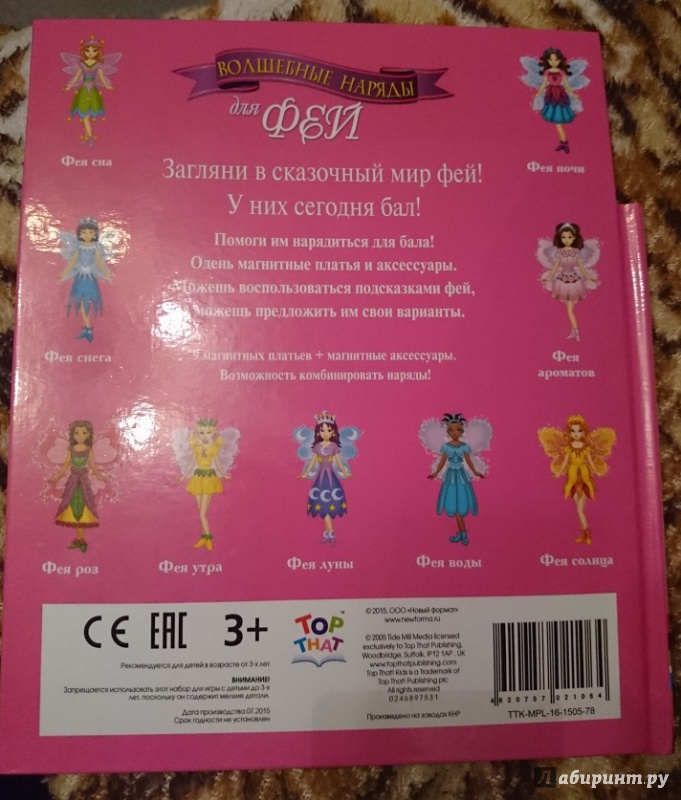 ВОЛШЕБНЫЕ НАРЯДЫ
для ФЕЙ
Фея сна
Фея ночи
Загляни в сказочный мир фей!
У них сегодня бал!
Помоги им нарядиться для бала!
Одень магнитные платья и аксессуары.
Можешь воспользоваться подсказками фей,
можешь предложить им свои варианты.
Фея снега
Фея
ароматов
9 магнитных платьев + магнитные аксессуары.
Возможность комбинировать наряды!
Фея роз
Фея утра
Фея луны
Фея воды
Фея солнца
CE EAC 3+
Рекомендуется для детей в возрасте от 3-х лет
ВНИМАНИЕ!
Запрещается использовать этот набор для игры с детьми до 3-х
лет, поскольку он содержит мелкие детали.
Дата производства 07.2015
Срок годности не установлен
TOP
THAT
™
© 2015, ООО «Новый формат»
www.newforma.ru
© 2005 Tide Mill Media licensed
exclusively to Top That Publishing,
Woodbridge, Suffolk, IP12 1AP , UK
www.topthatpublishing.com
Top That! Kids is a Trademark of
Top That! Publishing plc
All rights reserved
0246897531
Произведено на заводах КНР
4620757021064
TTK-MPL-16-1505-78
Лабиринт.ру